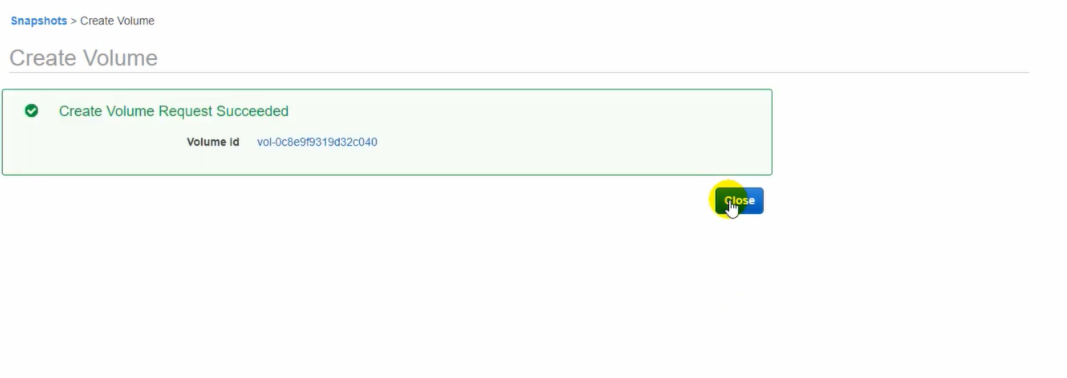 Snapshots > Create Volume
Create Volume
Create Volume Request Succeeded
Volume Id vol-0c8e9f9319d32c040
Close